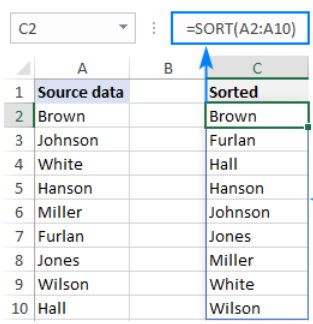 C2 =SORT(A2:A10)
A B C
1 Source data Sorted
2 Brown Brown
3 Johnson Furlan
4 White Hall
5 Hanson Hanson
6 Miller Johnson
7 Furlan Jones
8 Jones Miller
9 Wilson White
10 Hall Wilson